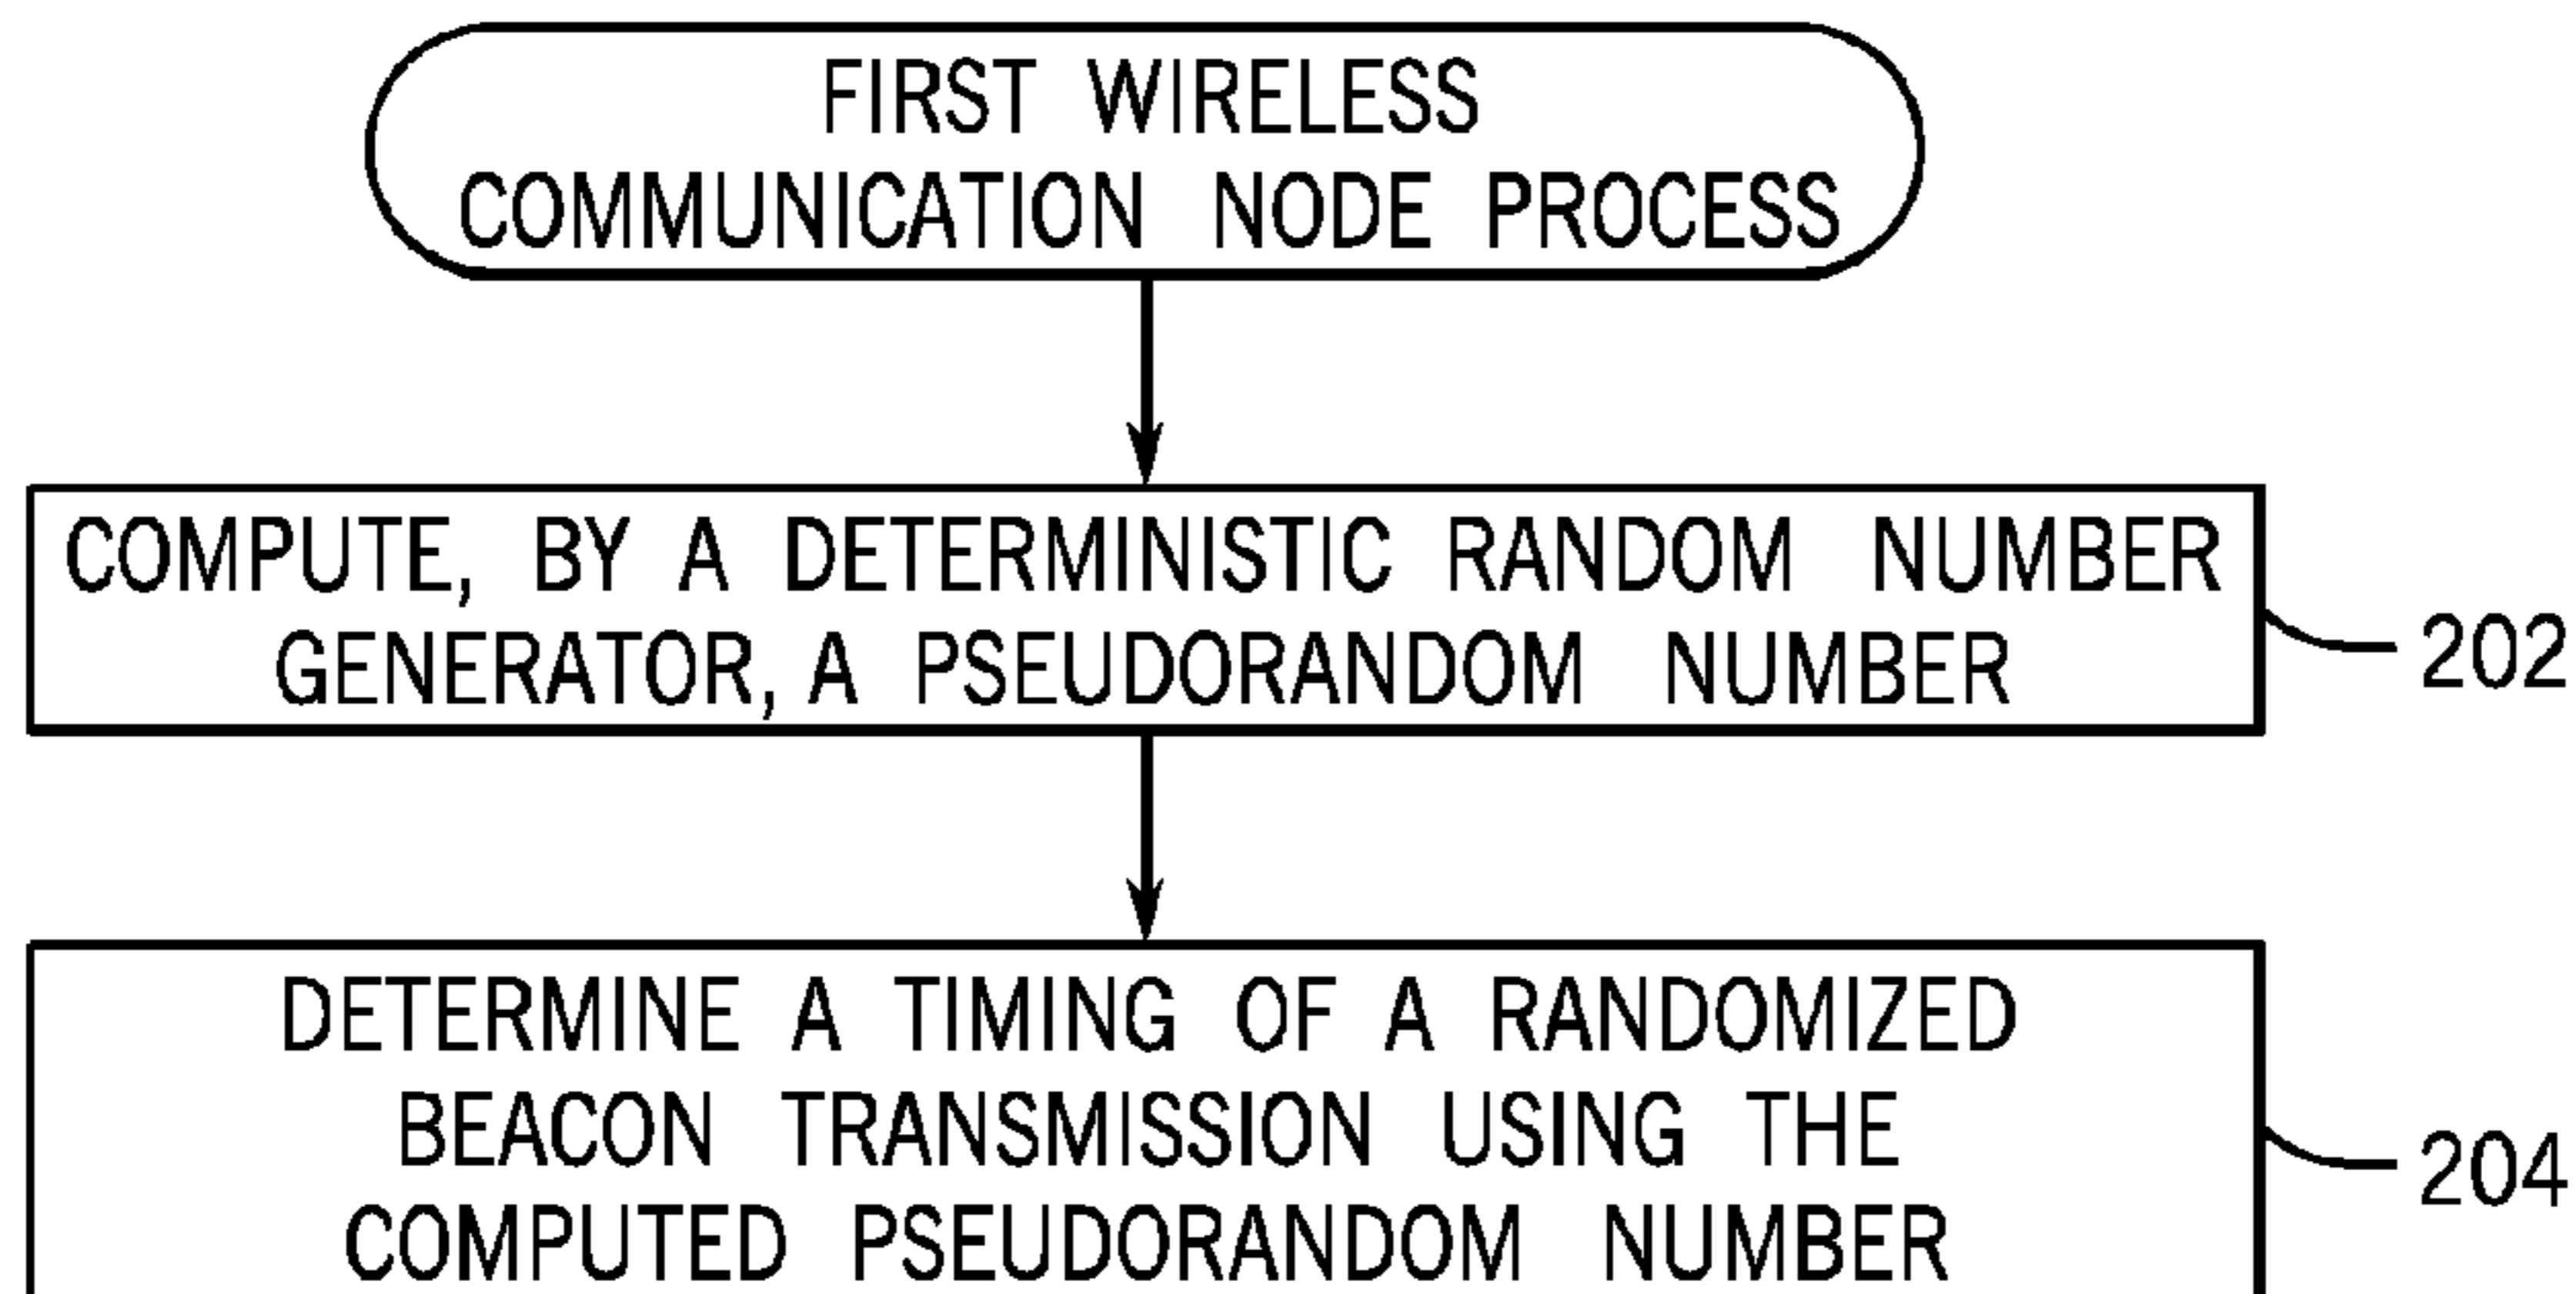 FIRST WIRELESS
COMMUNICATION NODE PROCESS
COMPUTE, BY A DETERMINISTIC RANDOM NUMBER
GENERATOR, A PSEUDORANDOM NUMBER
202
DETERMINE A TIMING OF A RANDOMIZED
BEACON TRANSMISSION USING THE
COMPUTED PSEUDORANDOM NUMBER
204